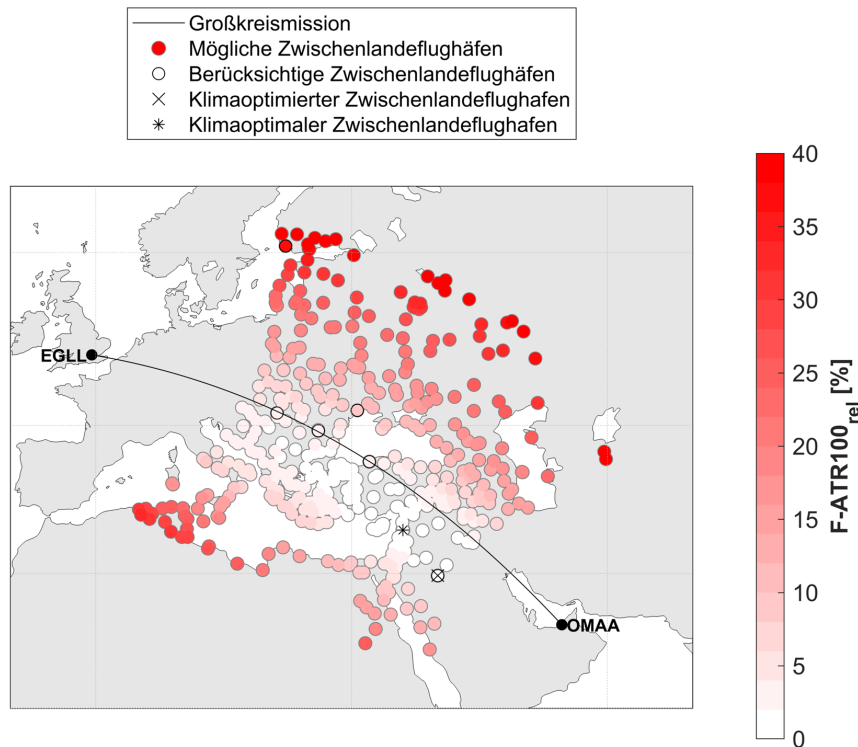 Großkreismission
Mögliche Zwischenlandeflughäfen
Berücksichtige Zwischenlandeflughäfen
Klimaoptimierter Zwischenlandeflughafen
Klimaoptimaler Zwischenlandeflughafen
EGLL
OMAA
40
35
30
25
20
15
10
5
0
F-ATR100rel [%]